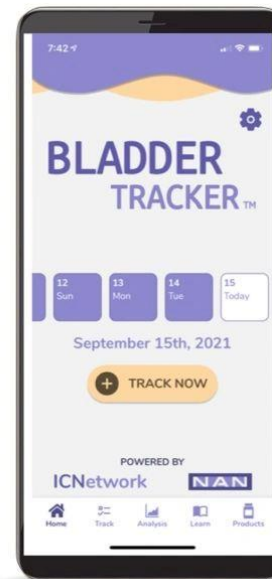 7:42
BLADDER
TRACKER™
12 13 14 15
Sun Mon Tue Today
September 15th, 2021
+ TRACK NOW
POWERED BY
ICNetwork NAN
Home Track Analysis Learn Products